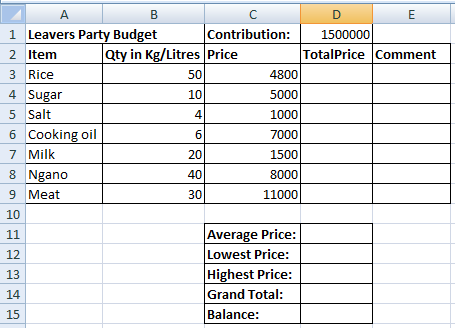 A B C D E
1 Leavers Party Budget Contribution: 1500000
2 Item Qty in Kg/Litres Price TotalPrice Comment
3 Rice 50 4800
4 Sugar 10 5000
5 Salt 4 1000
6 Cooking oil 6 7000
7 Milk 20 1500
8 Ngano 40 8000
9 Meat 30 11000
10
11 Average Price:
12 Lowest Price:
13 Highest Price:
14 Grand Total:
15 Balance: